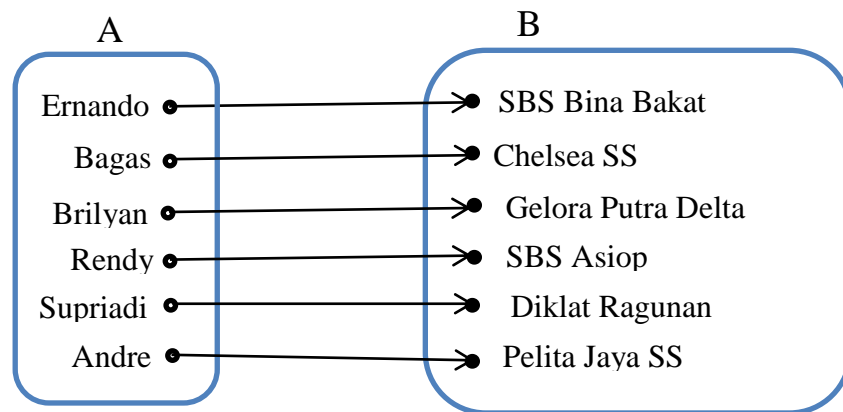 A
B
Ernando
SBS Bina Bakat
Bagas
Chelsea SS
Brilyan
Gelora Putra Delta
Rendy
SBS Asiop
Supriadi
Diklat Ragunan
Andre
Pelita Jaya SS